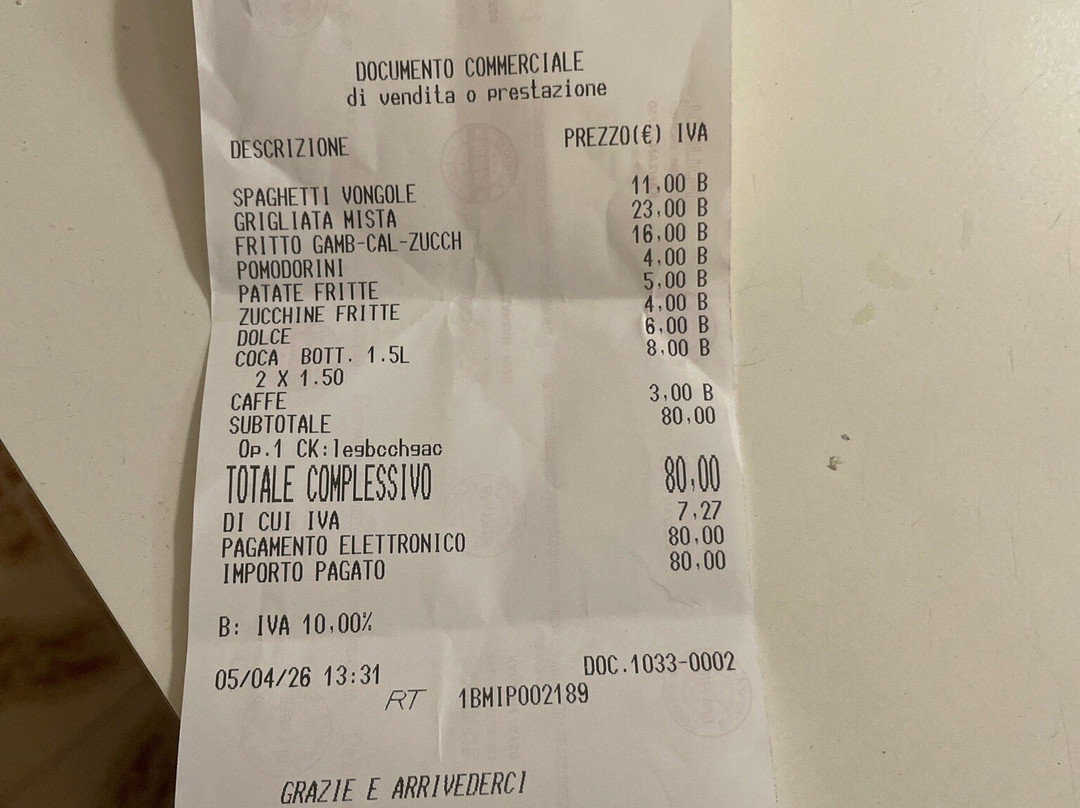 DOCUMENTO COMMERCIALE
di vendita o prestazione
DESCRIZIONE PREZZO(€) IVA
SPAGHETTI VONGOLE 11,00 B
GRIGLIATA MISTA 23,00 B
FRITTO GAMB-CAL-ZUCCH 16,00 B
POMODORINI 4,00 B
PATATE FRITTE 5,00 B
ZUCCHINE FRITTE 4,00 B
DOLCE 6,00 B
COCA BOTT. 1.5L 8,00 B
2 X 1.50
CAFFE 3,00 B
SUBTOTALE 80,00
Op.1 CK:legbcchgac
TOTALE COMPLESSIVO 80,00
DI CUI IVA 7,27
PAGAMENTO ELETTRONICO 80,00
IMPORTO PAGATO 80,00
B: IVA 10,00%
05/04/26 13:31 DOC.1033-0002
RT 1BMIP002189
GRAZIE E ARRIVEDERCI